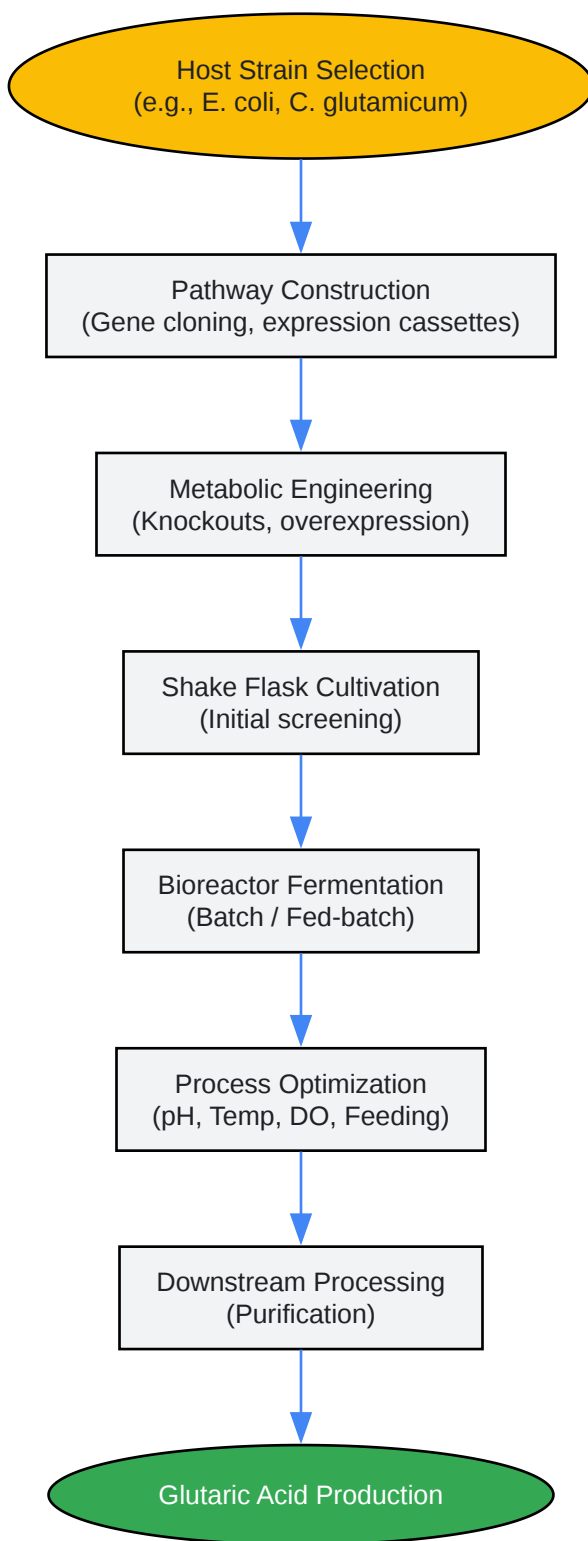 Host Strain Selection
(e.g., E. coli, C. glutamicum)
Pathway Construction
(Gene cloning, expression cassettes)
Metabolic Engineering
(Knockouts, overexpression)
Shake Flask Cultivation
(Initial screening)
Bioreactor Fermentation
(Batch / Fed-batch)
Process Optimization
(pH, Temp, DO, Feeding)
Downstream Processing
(Purification)
Glutaric Acid Production